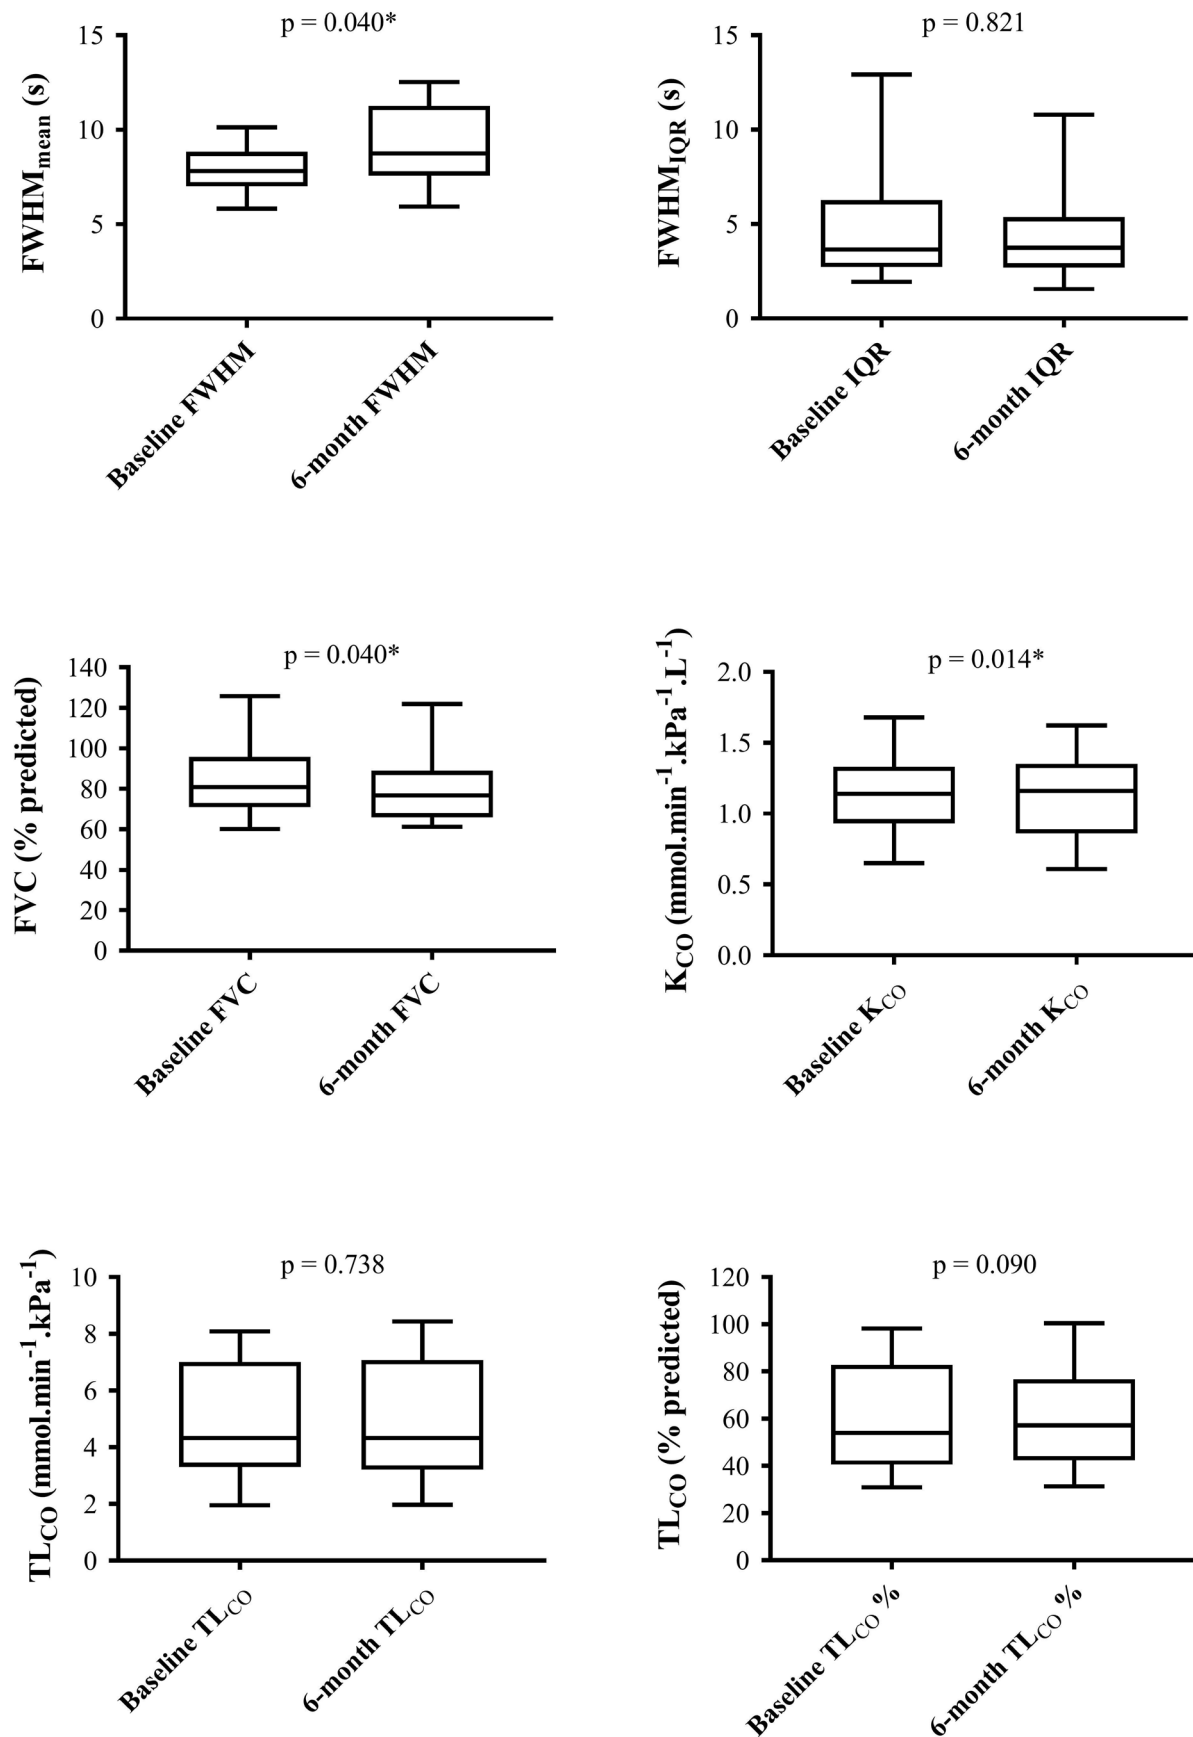 p = 0.040*
FWHMmean (s)
15
10
5
0
Baseline FWHM
6-month FWHM
p = 0.821
FWHMIQR (s)
15
10
5
0
Baseline IQR
6-month IQR
p = 0.040*
FVC (% predicted)
140
120
100
80
60
40
20
0
Baseline FVC
6-month FVC
p = 0.014*
KCO (mmol.min-1.kPa-1.L-1)
2.0
1.5
1.0
0.5
0.0
Baseline KCO
6-month KCO
p = 0.738
TLCO (mmol.min-1.kPa-1)
10
8
6
4
2
0
Baseline TLCO
6-month TLCO
p = 0.090
TLCO (% predicted)
120
100
80
60
40
20
0
Baseline TLCO %
6-month TLCO %